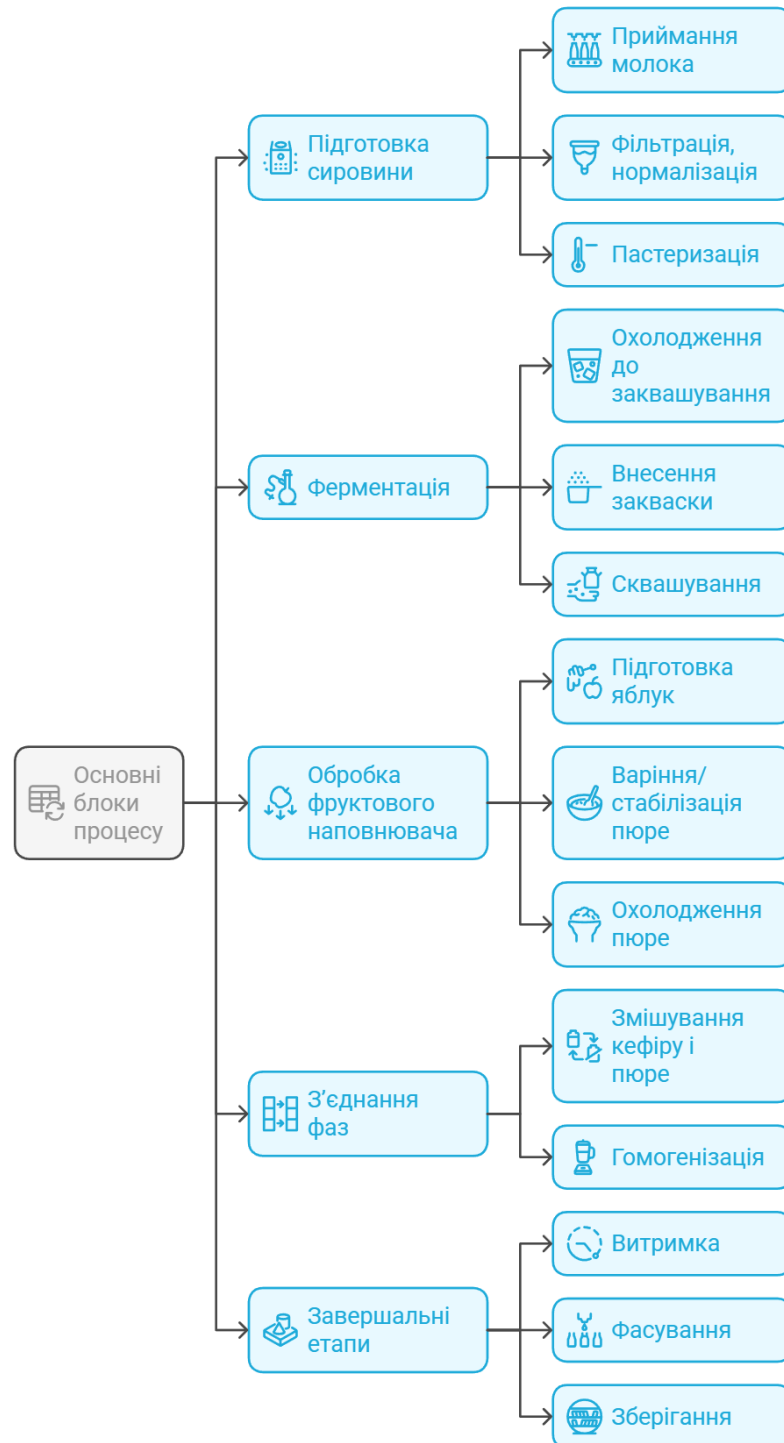 Основні
блоки
процесу
Підготовка
сировини
Приймання
молока
Фільтрація,
нормалізація
Пастеризація
Ферментація
Охолодження
до
заквашування
Внесення
закваски
Сквашування
Обробка
фруктового
наповнювача
Підготовка
яблук
Варіння/
стабілізація
пюре
Охолодження
пюре
З’єднання
фаз
Змішування
кефіру і
пюре
Гомогенізація
Завершальні
етапи
Витримка
Фасування
Зберігання